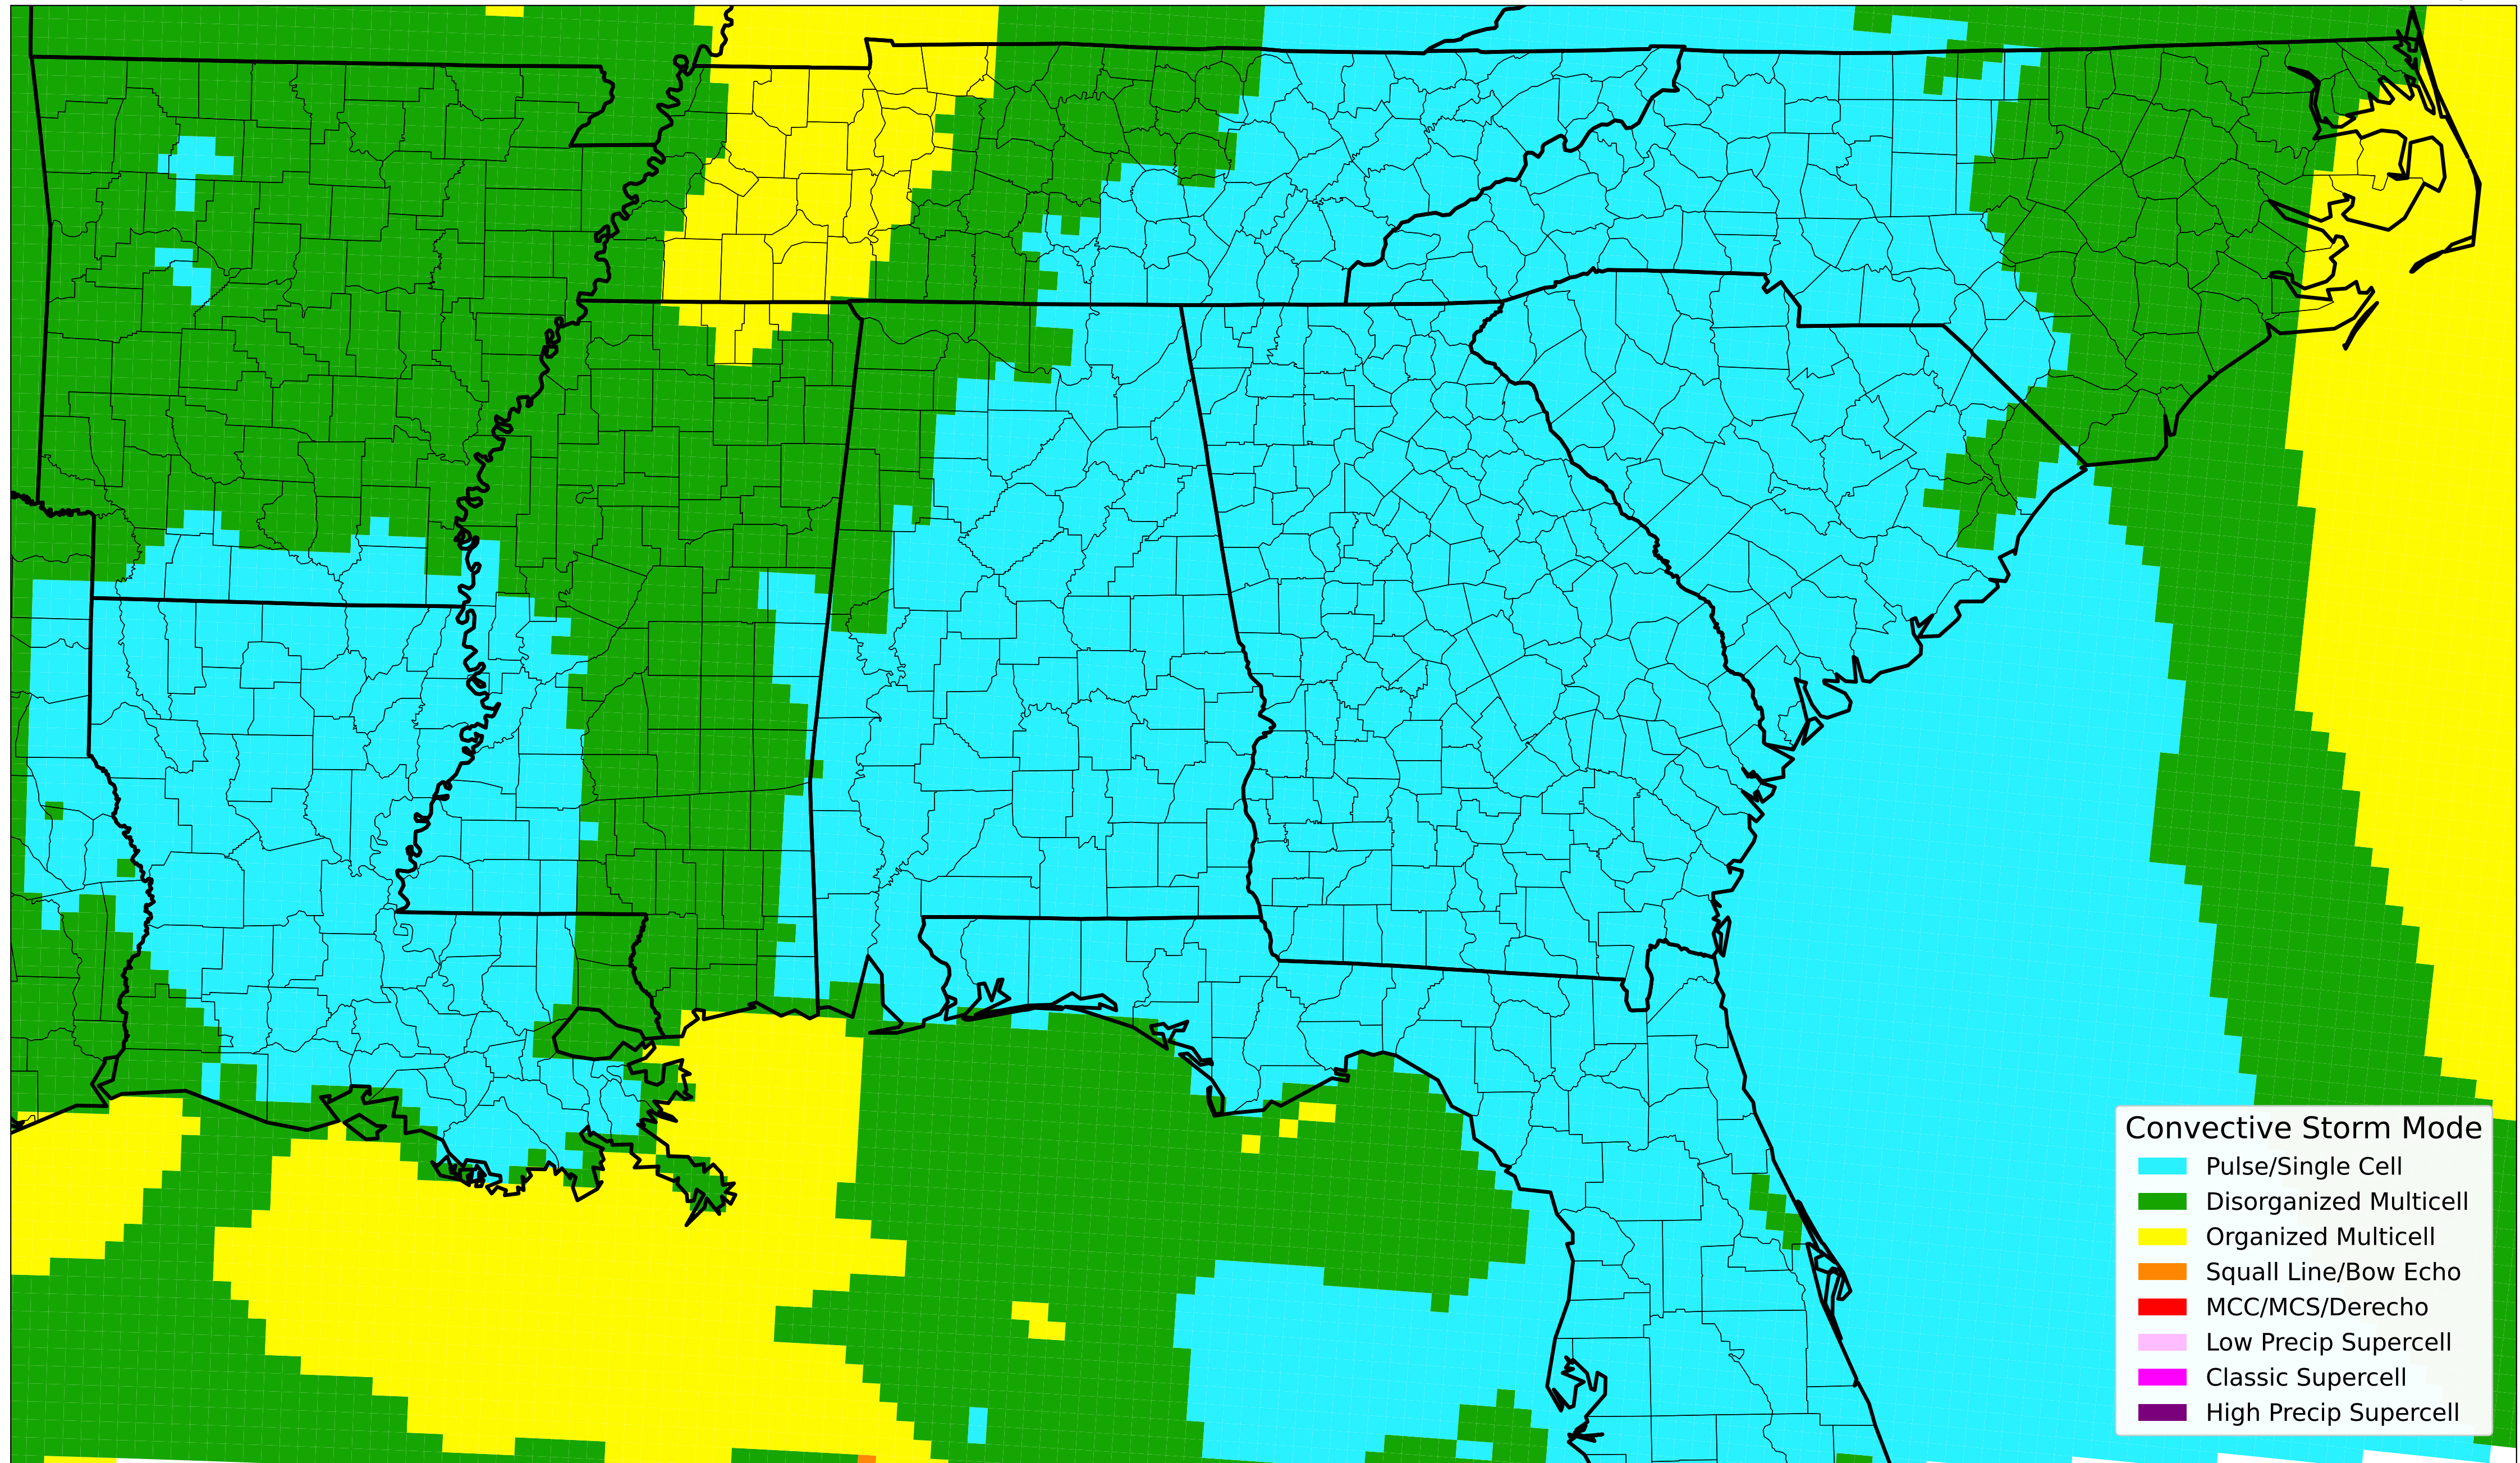 Convective Storm Mode
Pulse/Single Cell
Disorganized Multicell
Organized Multicell
Squall Line/Bow Echo
MCC/MCS/Derecho
Low Precip Supercell
Classic Supercell
High Precip Supercell